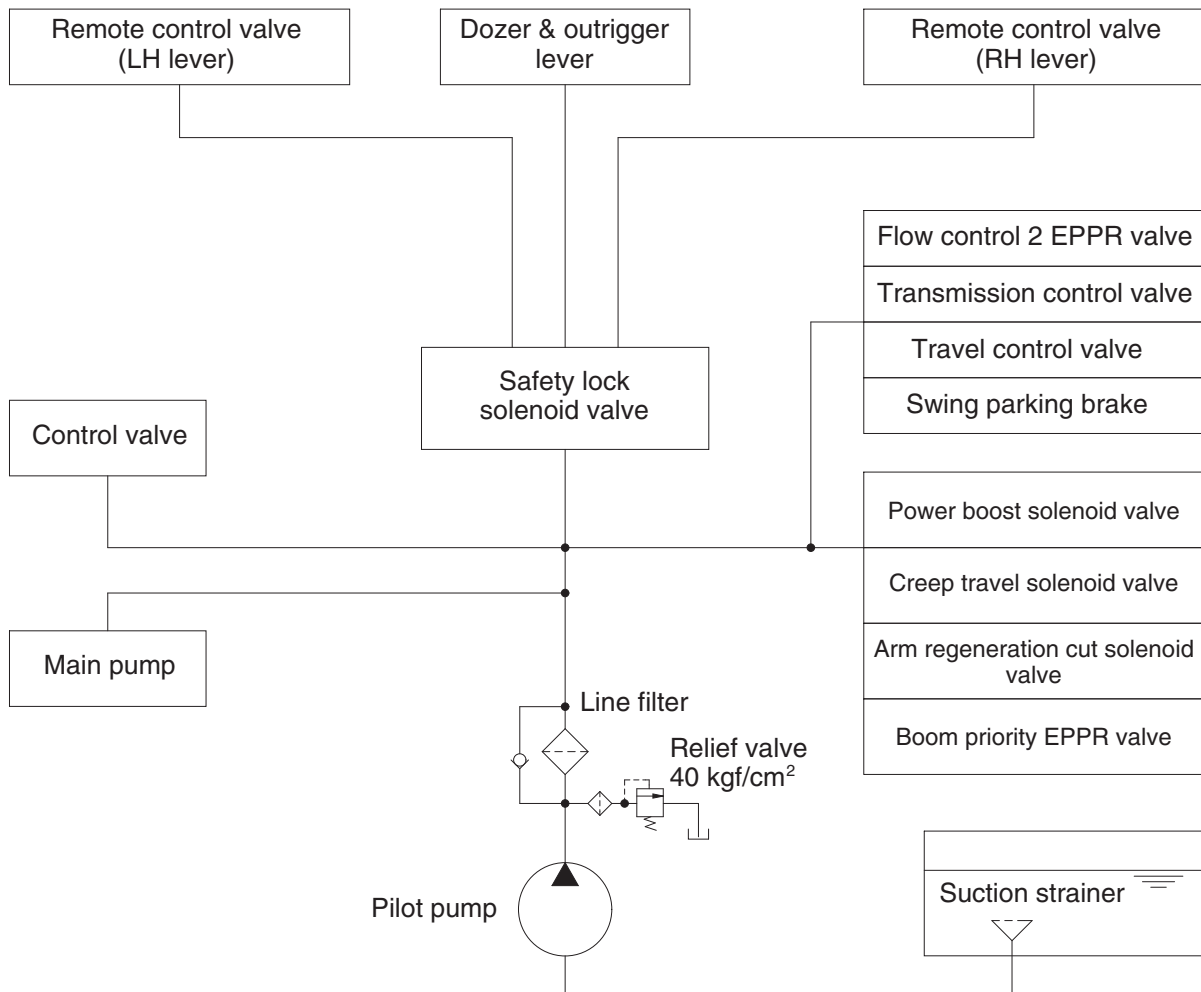 Remote control valve
(LH lever)
Dozer & outrigger
lever
Remote control valve
(RH lever)
Flow control 2 EPPR valve
Transmission control valve
Travel control valve
Swing parking brake
Safety lock
solenoid valve
Control valve
Power boost solenoid valve
Creep travel solenoid valve
Arm regeneration cut solenoid
valve
Boom priority EPPR valve
Main pump
Line filter
Relief valve
40 kgf/cm²
Pilot pump
Suction strainer